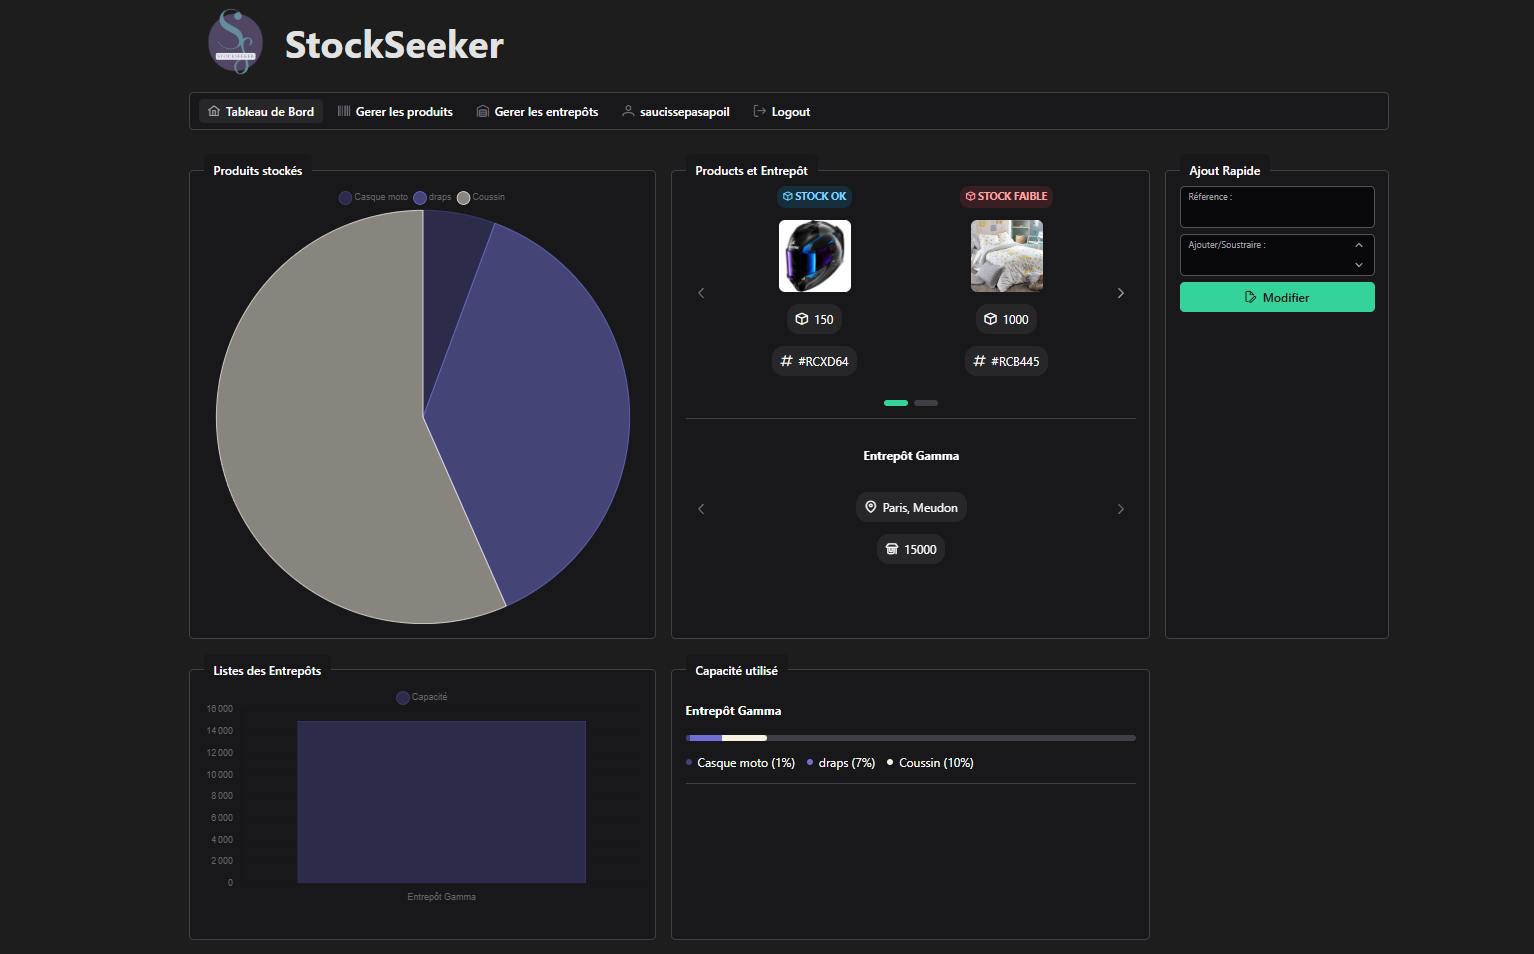 STOCKSEEKER
StockSeeker
Tableau de Bord
Gerer les produits
Gerer les entrepôts
saucissepasapoil
Logout
Produits stockés
Casque moto
draps
Coussin
Products et Entrepôt
STOCK OK
STOCK FAIBLE
150
1000
#RCXD64
#RCB445
Entrepôt Gamma
Paris, Meudon
15000
Ajout Rapide
Réference :
Ajouter/Soustraire :
Modifier
Listes des Entrepôts
Capacité
16 000
14 000
12 000
10 000
8 000
6 000
4 000
2 000
0
Entrepôt Gamma
Capacité utilisé
Entrepôt Gamma
Casque moto (1%)
draps (7%)
Coussin (10%)